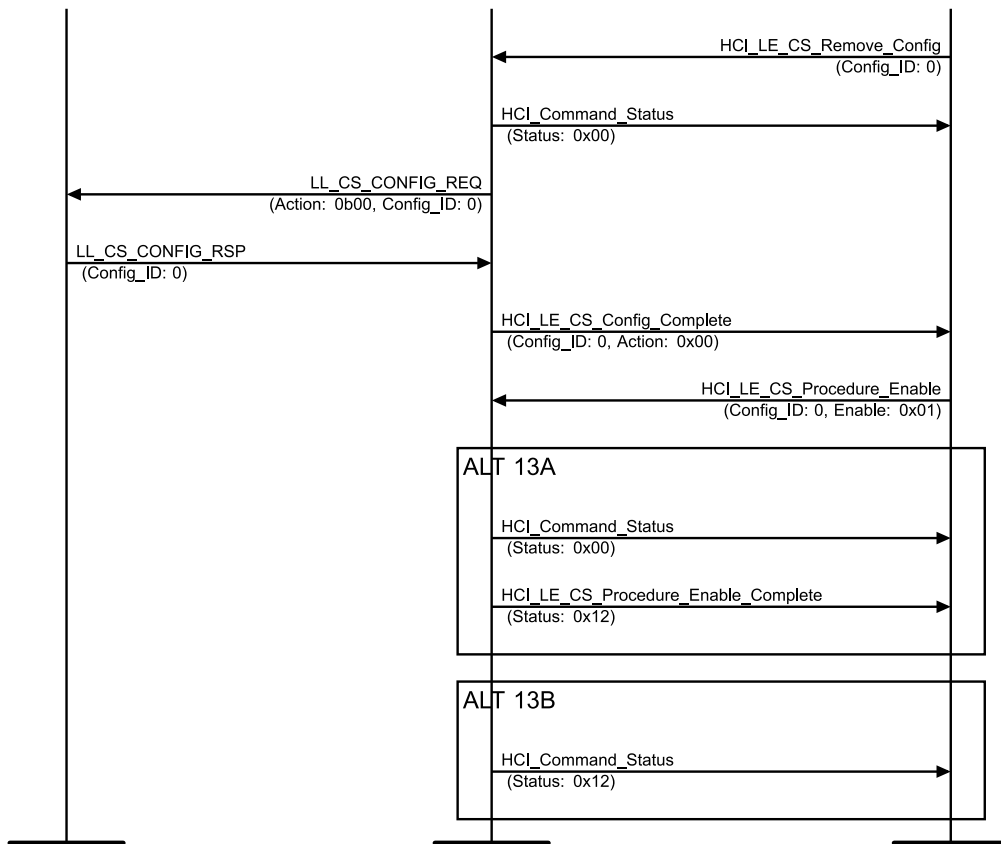 HCI_LE_CS_Remove_Config
(Config_ID: 0)
HCI_Command_Status
(Status: 0x00)
LL_CS_CONFIG_REQ
(Action: 0b00, Config_ID: 0)
LL_CS_CONFIG_RSP
(Config_ID: 0)
HCI_LE_CS_Config_Complete
(Config_ID: 0, Action: 0x00)
HCI_LE_CS_Procedure_Enable
(Config_ID: 0, Enable: 0x01)
ALT 13A
HCI_Command_Status
(Status: 0x00)
HCI_LE_CS_Procedure_Enable_Complete
(Status: 0x12)
ALT 13B
HCI_Command_Status
(Status: 0x12)